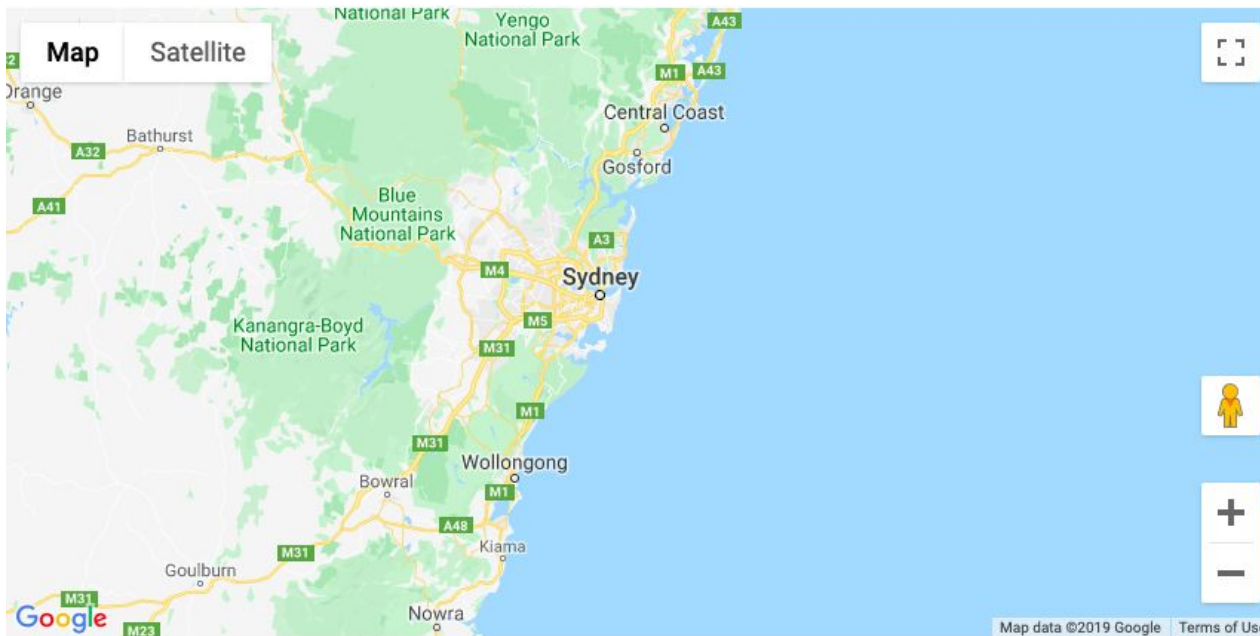 National Park
Yengo
National Park
A43
Map
Satellite
M1
A43
Orange
Central Coast
Bathurst
A32
Gosford
Blue
Mountains
National Park
A41
A3
M4
Sydney
Kanangra-Boyd
National Park
M5
M31
M1
M31
Wollongong
Bowral
M1
A48
M31
Kiama
Goulburn
M31
Google
M23
Nowra
Map data ©2019 Google
Terms of Us